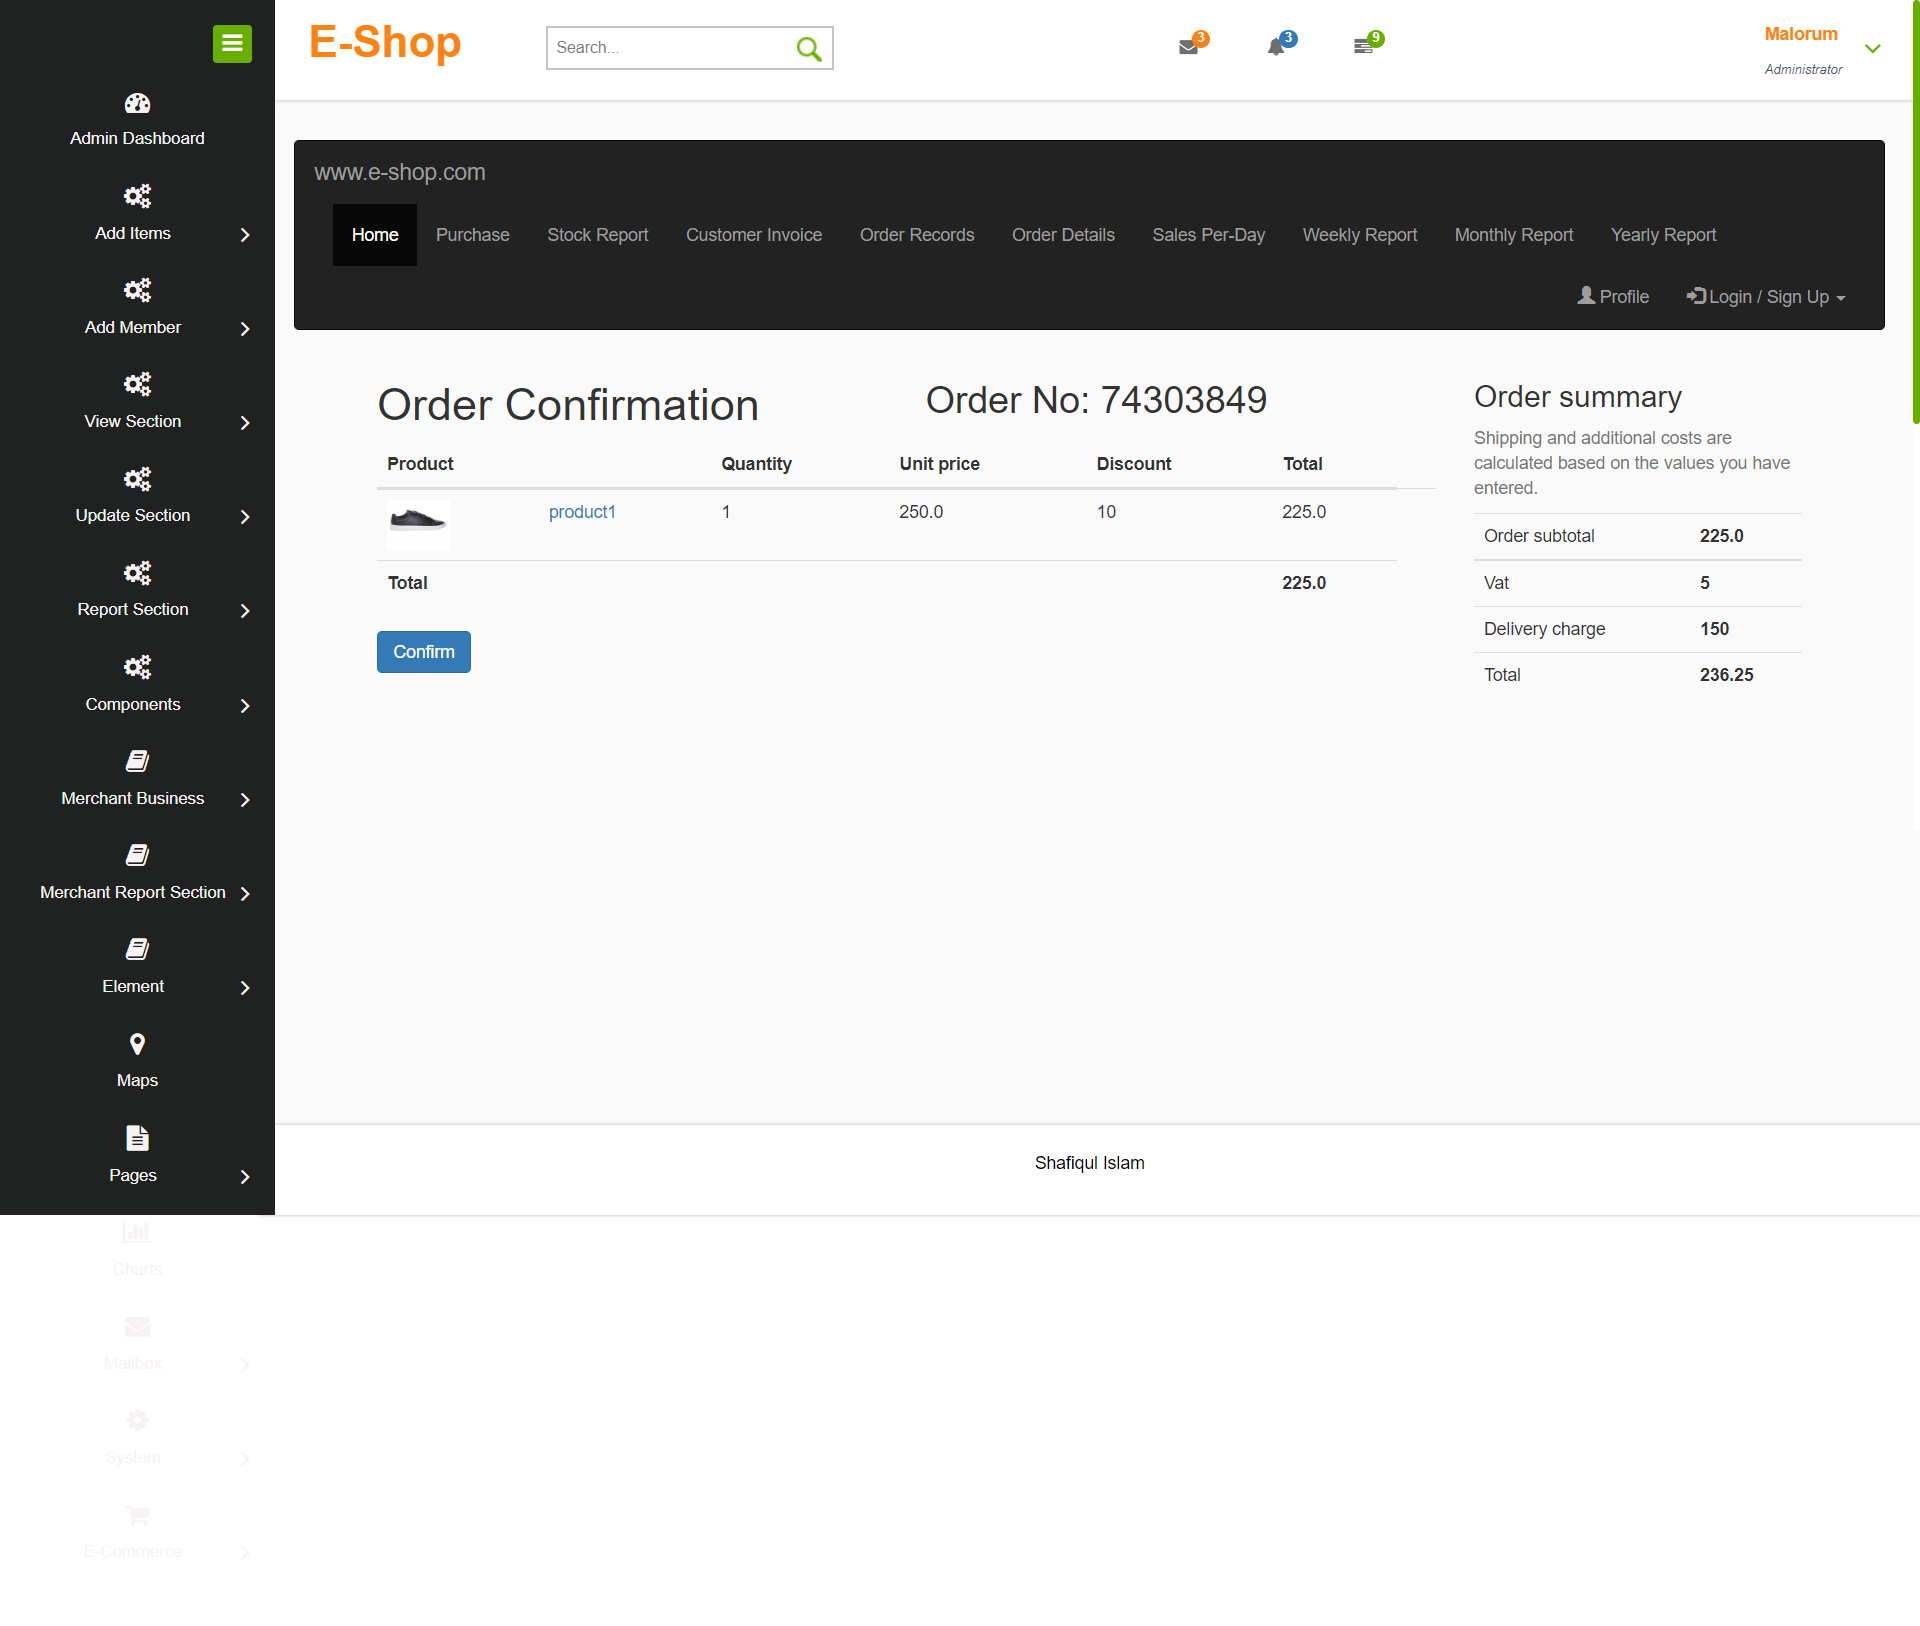 E-Shop
Search...
3
3
9
Malorum
Administrator
Admin Dashboard
Add Items
Add Member
View Section
Update Section
Report Section
Components
Merchant Business
Merchant Report Section
Element
Maps
Pages
Charts
Mailbox
System
E-Commerce
www.e-shop.com
Home Purchase Stock Report Customer Invoice Order Records Order Details Sales Per-Day Weekly Report Monthly Report Yearly Report
Profile Login / Sign Up
Order Confirmation
Order No: 74303849
Product Quantity Unit price Discount Total
product1 1 250.0 10 225.0
Total 225.0
Confirm
Order summary
Shipping and additional costs are
calculated based on the values you have
entered.
Order subtotal 225.0
Vat 5
Delivery charge 150
Total 236.25
Shafiqul Islam